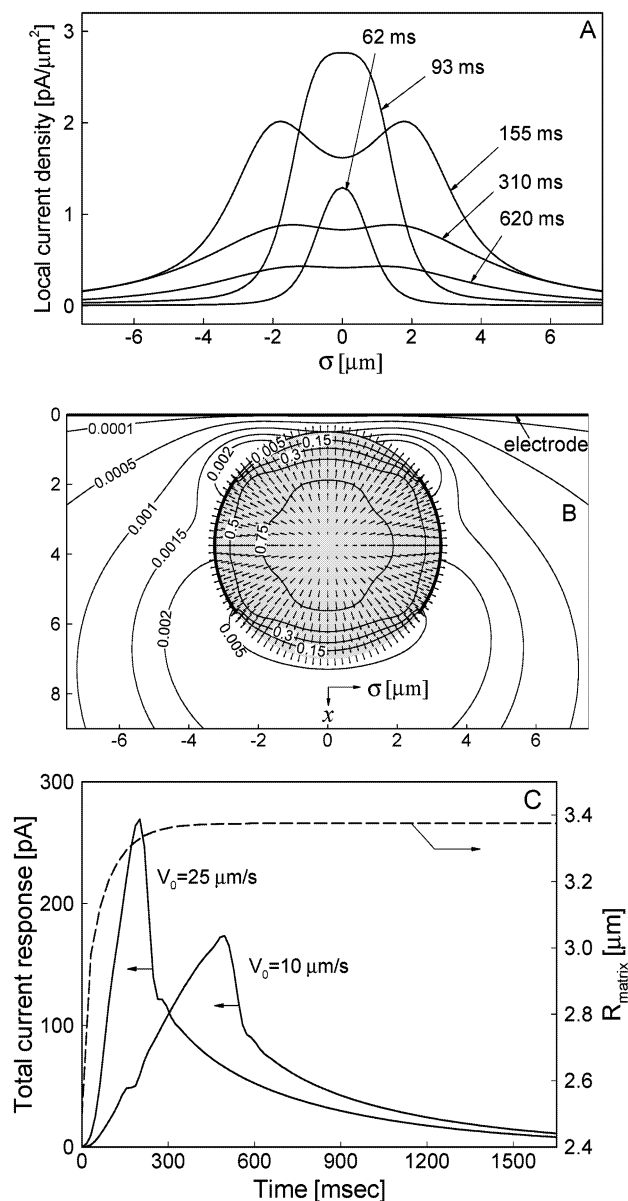 A
Local current density [pA/μm²]
3
2
1
0
62 ms
93 ms
155 ms
310 ms
620 ms
-6 -4 -2 0 2 4 6
σ [μm]
B
0
2
4
6
8
electrode
0.0001
0.0005
0.001
0.0015
0.002
0.002
0.005
0.15
0.3
0.5
0.75
0.005
0.3
0.15
σ [μm]
x
-6 -4 -2 0 2 4 6
C
Total current response [pA]
300
200
100
0
V₀=25 μm/s
V₀=10 μm/s
3.4
3.2
3.0
2.8
2.6
2.4
R_matrix [μm]
0 300 600 900 1200 1500
Time [msec]